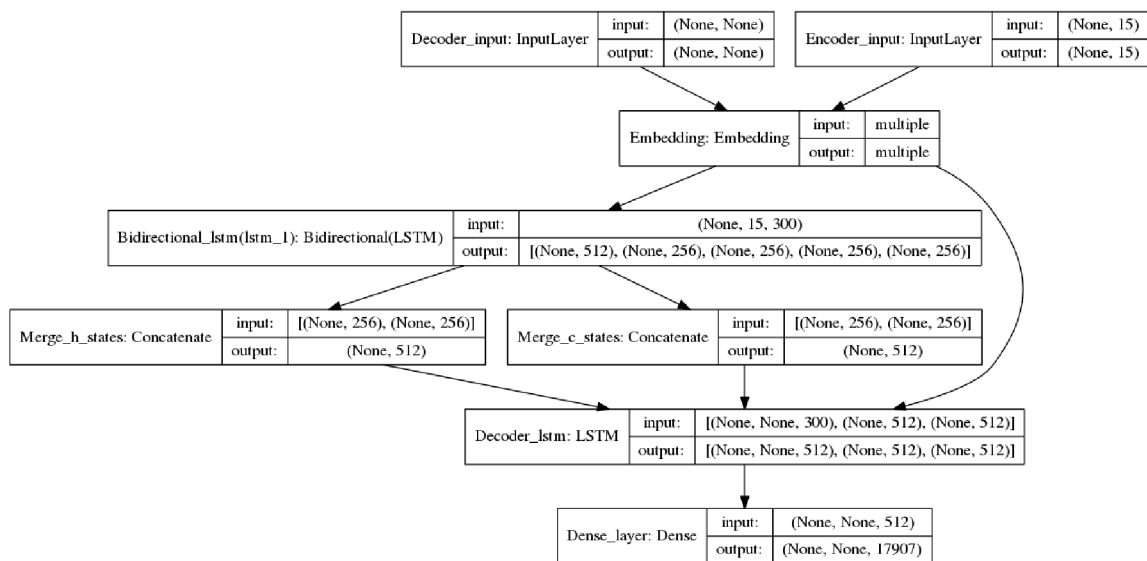 Decoder_input: InputLayer input: (None, None) output: (None, None)
Encoder_input: InputLayer input: (None, 15) output: (None, 15)
Embedding: Embedding input: multiple output: multiple
Bidirectional_lstm(lstm_1): Bidirectional(LSTM) input: (None, 15, 300) output: [(None, 512), (None, 256), (None, 256), (None, 256), (None, 256)]
Merge_h_states: Concatenate input: [(None, 256), (None, 256)] output: (None, 512)
Merge_c_states: Concatenate input: [(None, 256), (None, 256)] output: (None, 512)
Decoder_lstm: LSTM input: [(None, None, 300), (None, 512), (None, 512)] output: [(None, None, 512), (None, 512), (None, 512)]
Dense_layer: Dense input: (None, None, 512) output: (None, None, 17907)